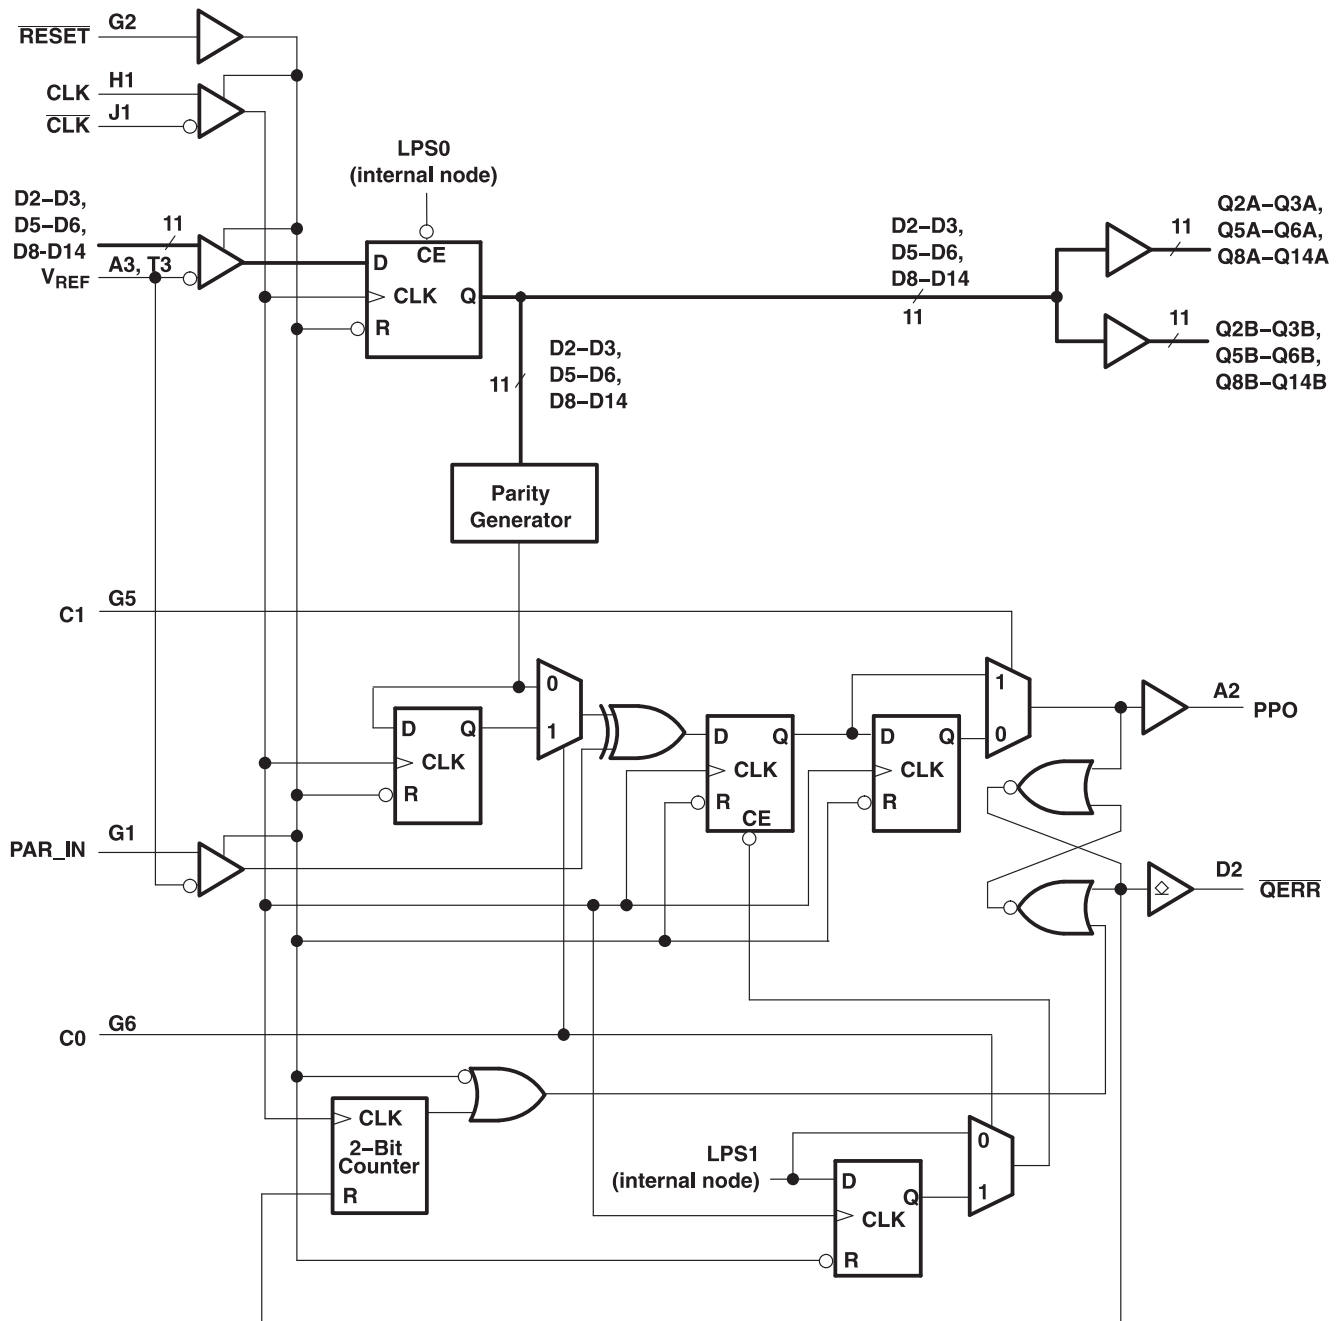 RESET G2
CLK H1
CLK J1
LPS0
(internal node)
D2–D3,
D5–D6,
D8-D14
11
VREF A3, T3
D
CE
CLK
Q
R
D2–D3,
D5–D6,
D8–D14
11
11
Q2A–Q3A,
Q5A–Q6A,
Q8A–Q14A
11
Q2B–Q3B,
Q5B–Q6B,
Q8B–Q14B
11
D2–D3,
D5–D6,
D8–D14
Parity
Generator
C1 G5
0
1
D
Q
CLK
R
D
Q
CLK
R
CE
D
Q
CLK
R
1
0
A2
PPO
PAR_IN G1
D2
QERR
C0 G6
CLK
2–Bit
Counter
R
LPS1
(internal node)
D
Q
CLK
R
0
1